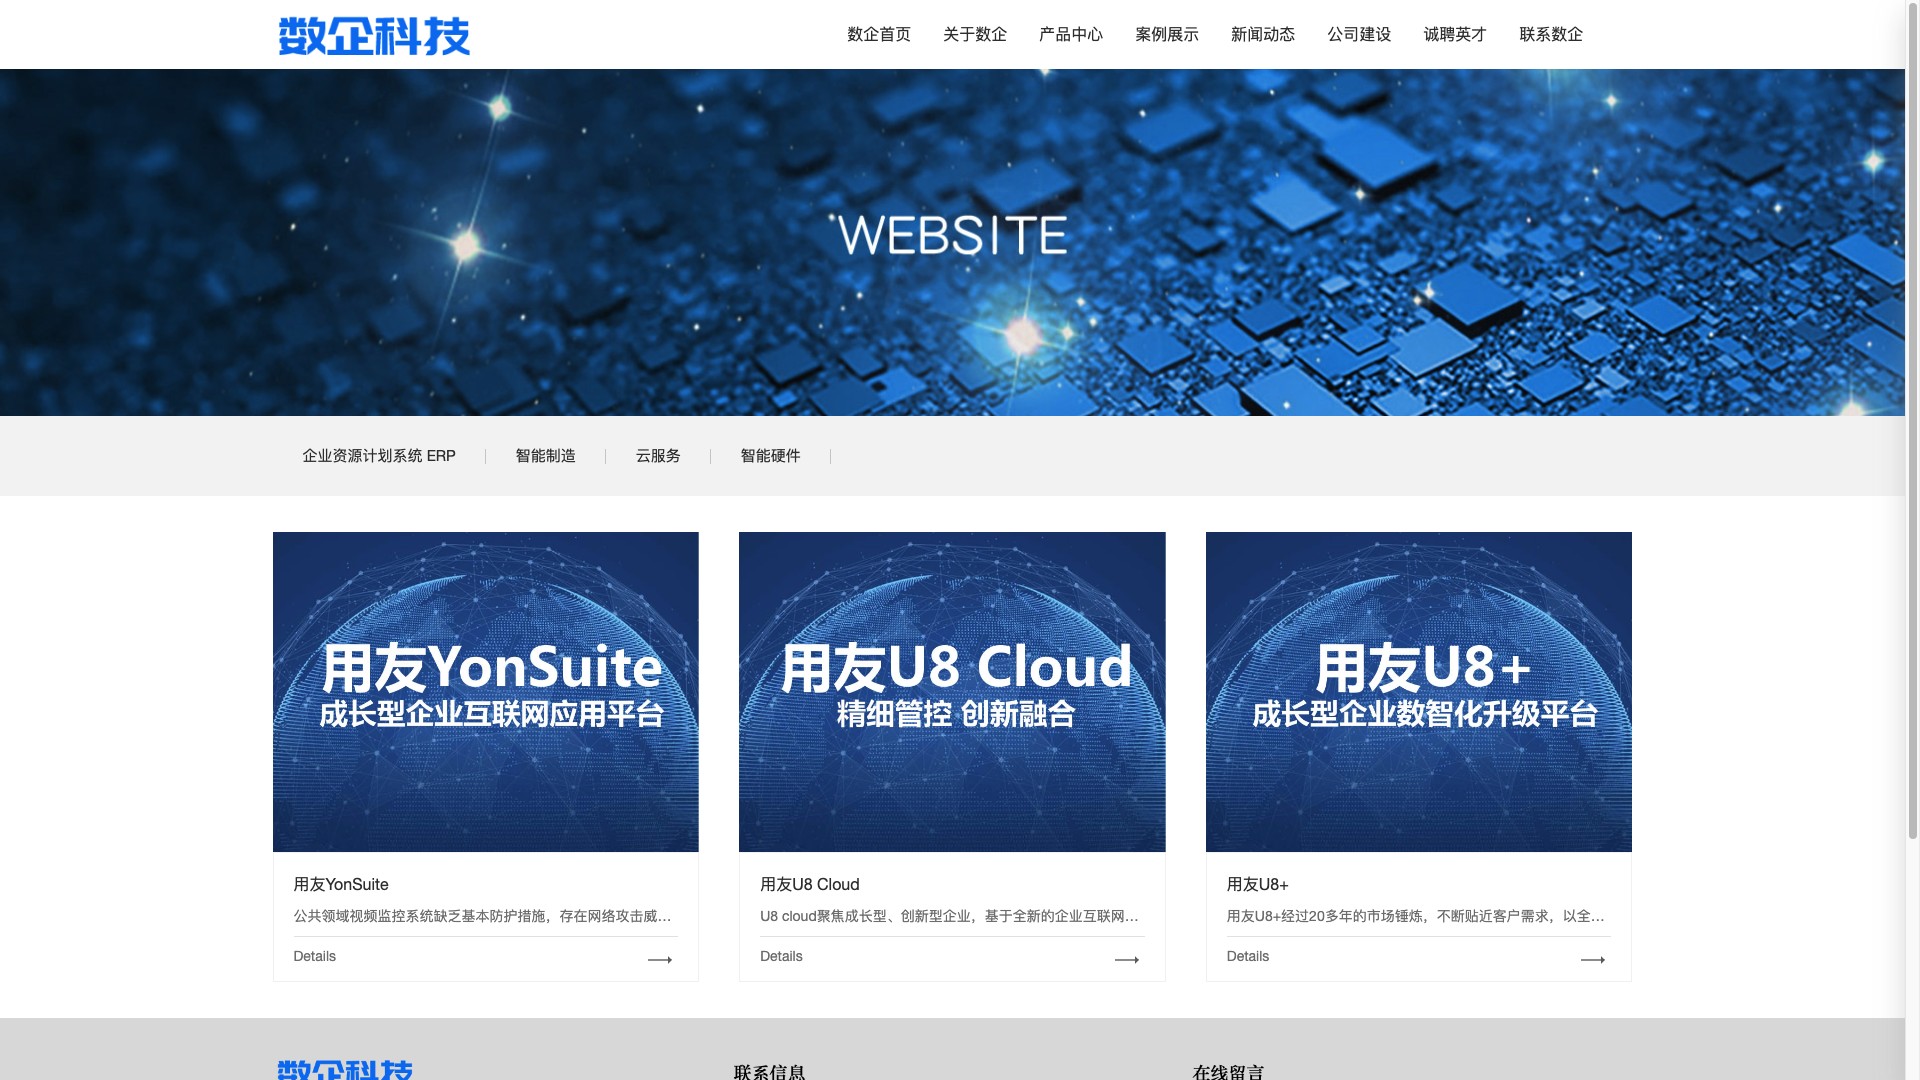 数企科技
数企首页 关于数企 产品中心 案例展示 新闻动态 公司建设 诚聘英才 联系数企
WEBSITE
企业资源计划系统 ERP 智能制造 云服务 智能硬件
用友YonSuite
成长型企业互联网应用平台
用友YonSuite
公共领域视频监控系统缺乏基本防护措施，存在网络攻击威...
Details
用友U8 Cloud
精细管控 创新融合
用友U8 Cloud
U8 cloud聚焦成长型、创新型企业，基于全新的企业互联网...
Details
用友U8+
成长型企业数智化升级平台
用友U8+
用友U8+经过20多年的市场锤炼，不断贴近客户需求，以全...
Details
数企科技
联系信息
在线留言